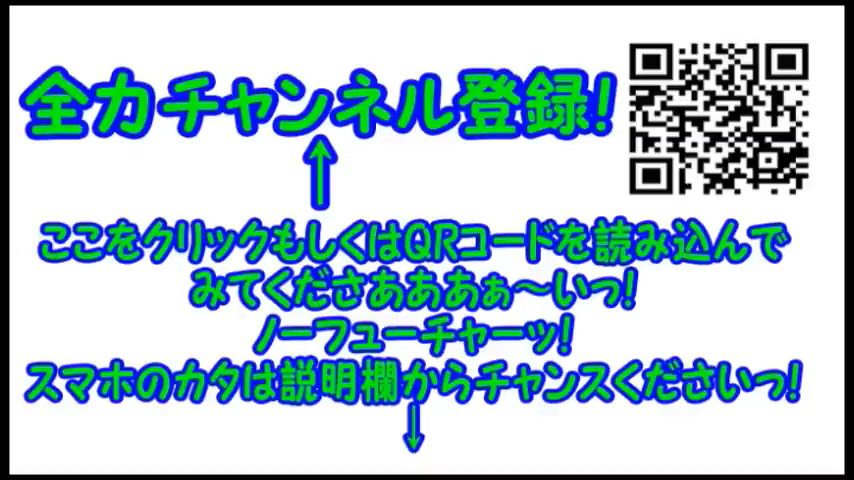 全力チャンネル登録!
↑
ここをクリックもしくはQRコードを読み込んで
みてくださあああぁ〜いっ!
ノーフューチャーッ!
スマホのカタは説明欄からチャンスくださいっ!
↓